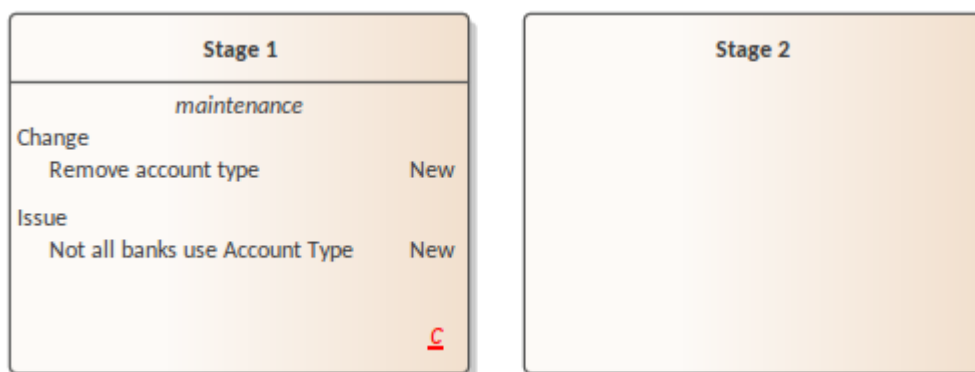 Stage 1
maintenance
Change
Remove account type New
Issue
Not all banks use Account Type New
C
Stage 2